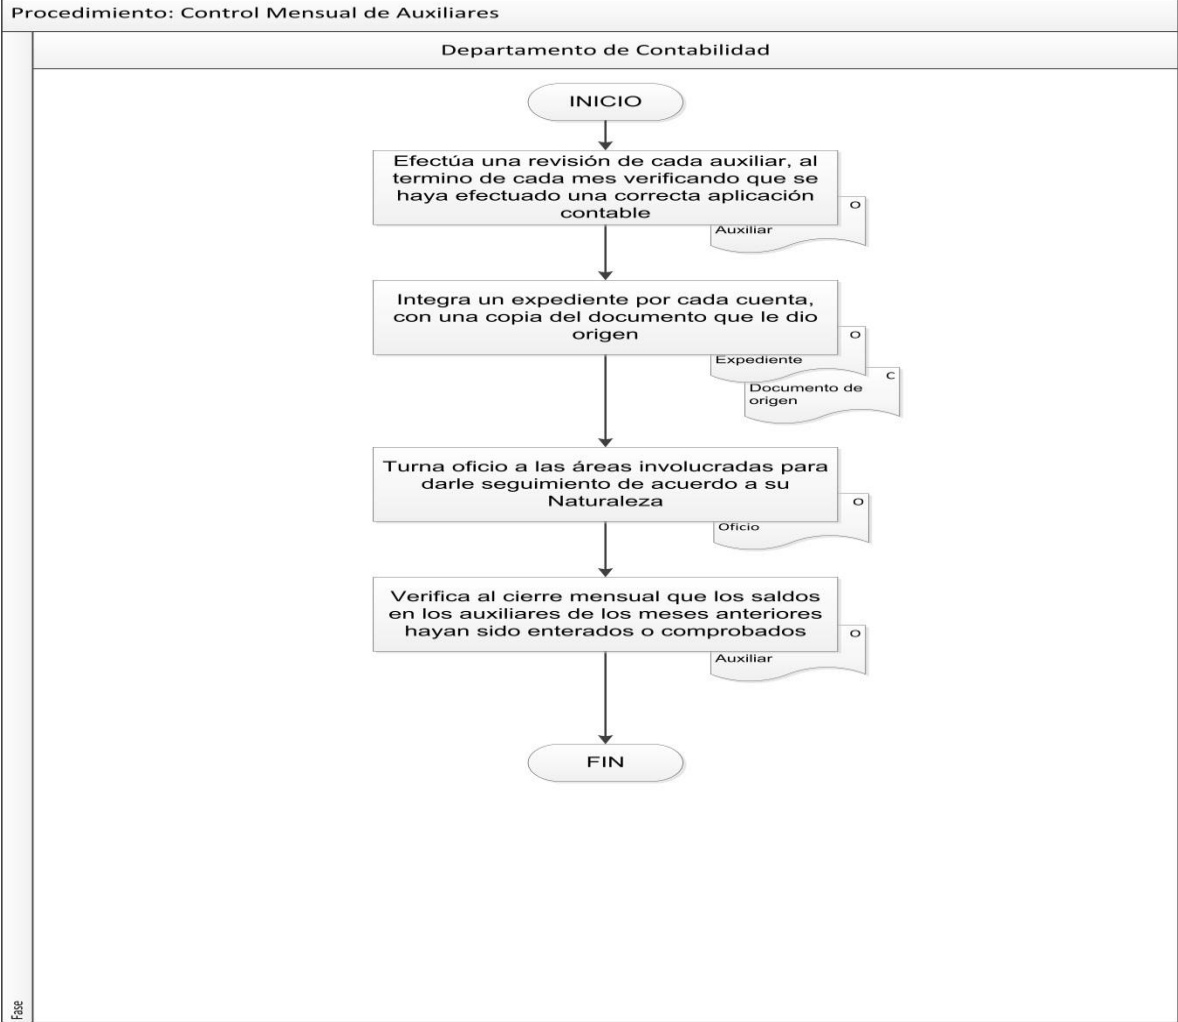 Procedimiento: Control Mensual de Auxiliares
Departamento de Contabilidad
INICIO
Efectúa una revisión de cada auxiliar, al
termino de cada mes verificando que se
haya efectuado una correcta aplicación
contable
O
Auxiliar
Integra un expediente por cada cuenta,
con una copia del documento que le dio
origen
O
Expediente
C
Documento de
origen
Turna oficio a las áreas involucradas para
darle seguimiento de acuerdo a su
Naturaleza
O
Oficio
Verifica al cierre mensual que los saldos
en los auxiliares de los meses anteriores
hayan sido enterados o comprobados
O
Auxiliar
FIN
Fase